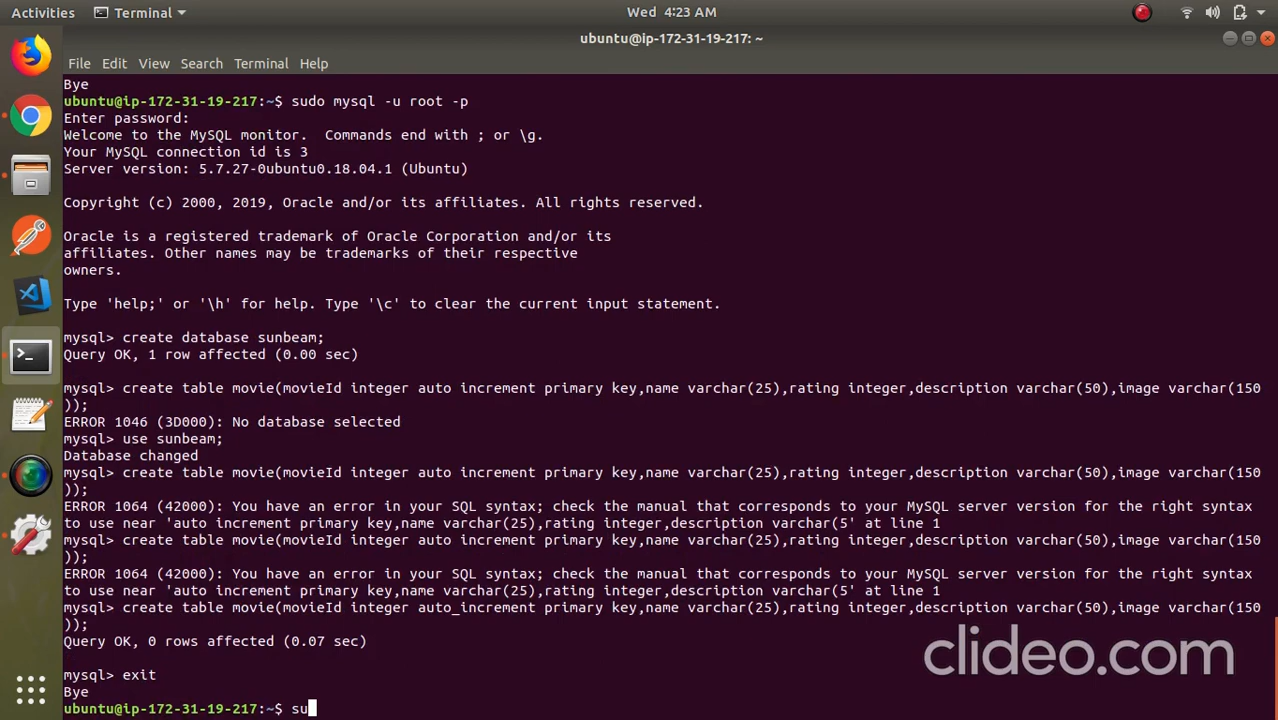 Activities
Terminal
Wed 4:23 AM
ubuntu@ip-172-31-19-217: ~
File Edit View Search Terminal Help
Bye
ubuntu@ip-172-31-19-217:~$ sudo mysql -u root -p
Enter password:
Welcome to the MySQL monitor.  Commands end with ; or \g.
Your MySQL connection id is 3
Server version: 5.7.27-0ubuntu0.18.04.1 (Ubuntu)
Copyright (c) 2000, 2019, Oracle and/or its affiliates. All rights reserved.
Oracle is a registered trademark of Oracle Corporation and/or its
affiliates. Other names may be trademarks of their respective
owners.
Type 'help;' or '\h' for help. Type '\c' to clear the current input statement.
mysql> create database sunbeam;
Query OK, 1 row affected (0.00 sec)
mysql> create table movie(movieId integer auto increment primary key,name varchar(25),rating integer,description varchar(50),image varchar(150
));
ERROR 1046 (3D000): No database selected
mysql> use sunbeam;
Database changed
mysql> create table movie(movieId integer auto increment primary key,name varchar(25),rating integer,description varchar(50),image varchar(150
));
ERROR 1064 (42000): You have an error in your SQL syntax; check the manual that corresponds to your MySQL server version for the right syntax
to use near 'auto increment primary key,name varchar(25),rating integer,description varchar(5' at line 1
mysql> create table movie(movieId integer auto increment primary key,name varchar(25),rating integer,description varchar(50),image varchar(150
));
ERROR 1064 (42000): You have an error in your SQL syntax; check the manual that corresponds to your MySQL server version for the right syntax
to use near 'auto increment primary key,name varchar(25),rating integer,description varchar(5' at line 1
mysql> create table movie(movieId integer auto_increment primary key,name varchar(25),rating integer,description varchar(50),image varchar(150
));
Query OK, 0 rows affected (0.07 sec)
mysql> exit
Bye
ubuntu@ip-172-31-19-217:~$ su
clideo.com